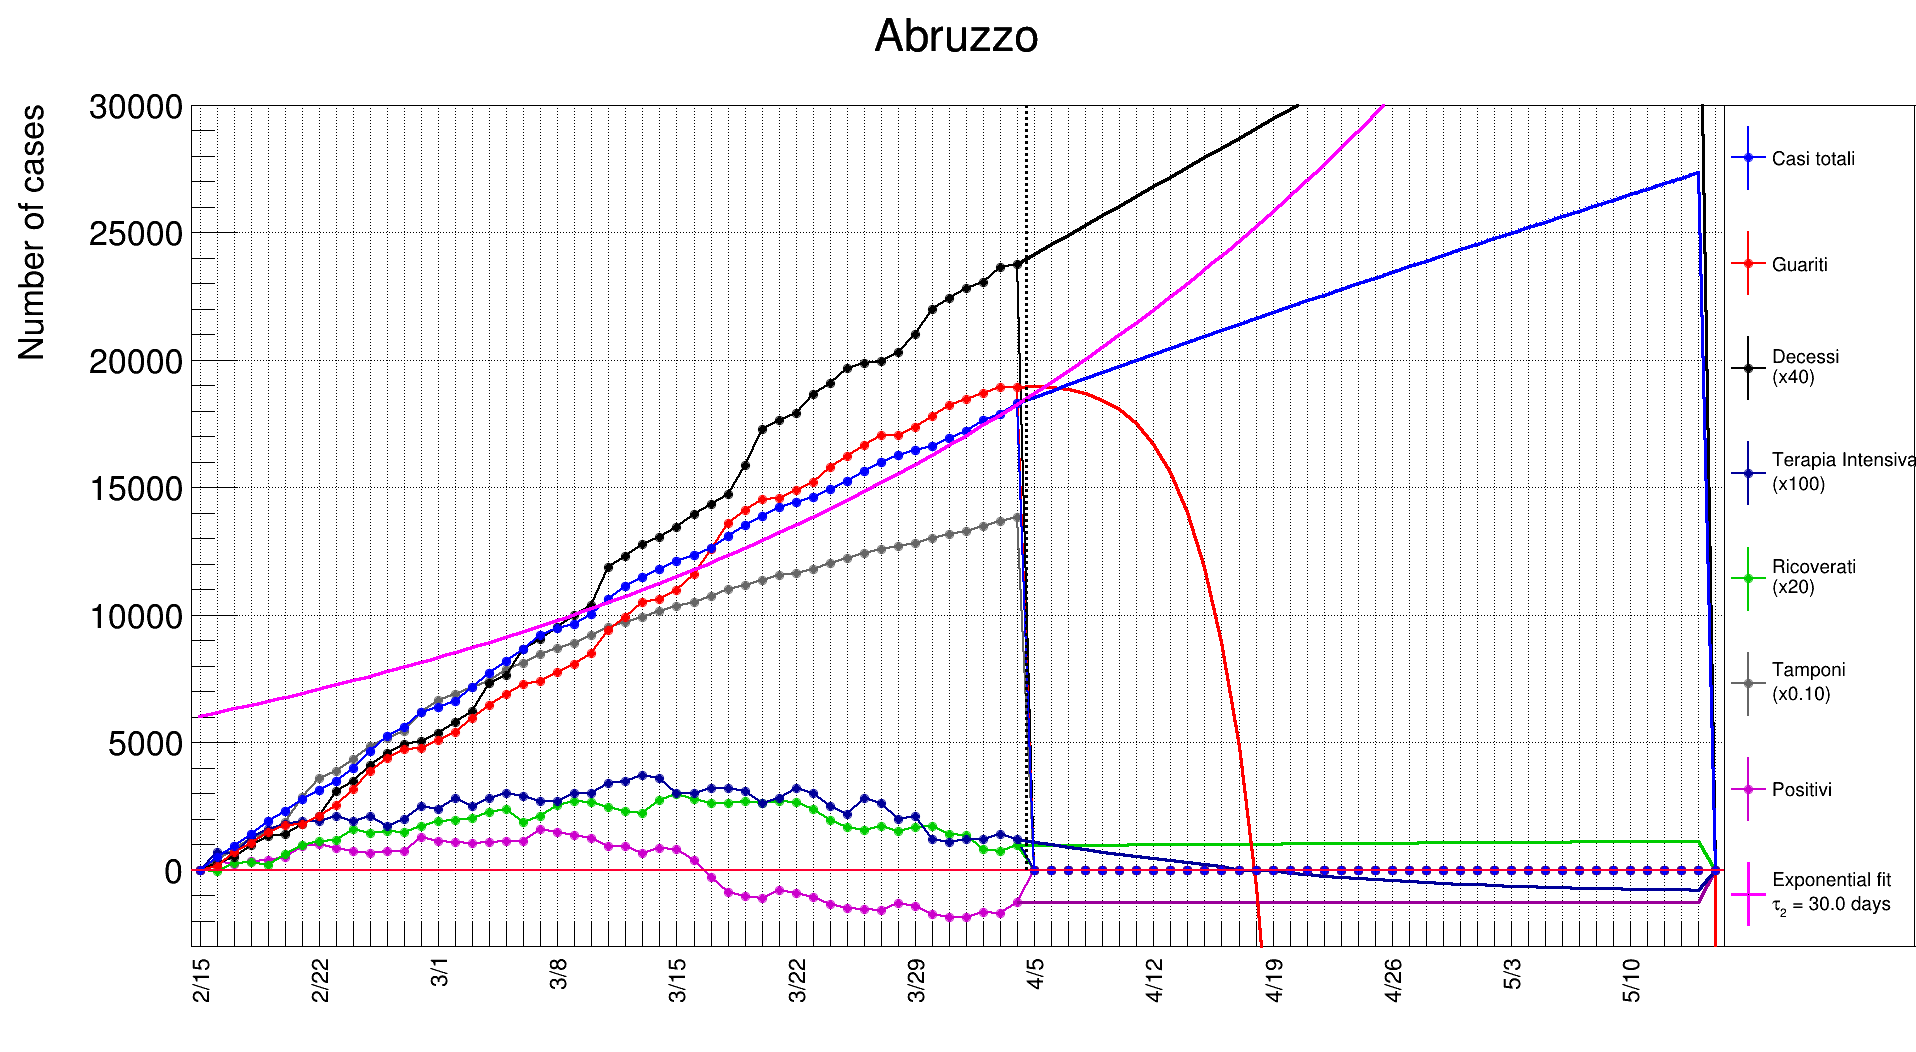 Abruzzo
Number of cases
30000
25000
20000
15000
10000
5000
0
2/15
2/22
3/1
3/8
3/15
3/22
3/29
4/5
4/12
4/19
4/26
5/3
5/10
Casi totali
Guariti
Decessi
(x40)
Terapia Intensiva
(x100)
Ricoverati
(x20)
Tamponi
(x0.10)
Positivi
Exponential fit
τ2 = 30.0 days